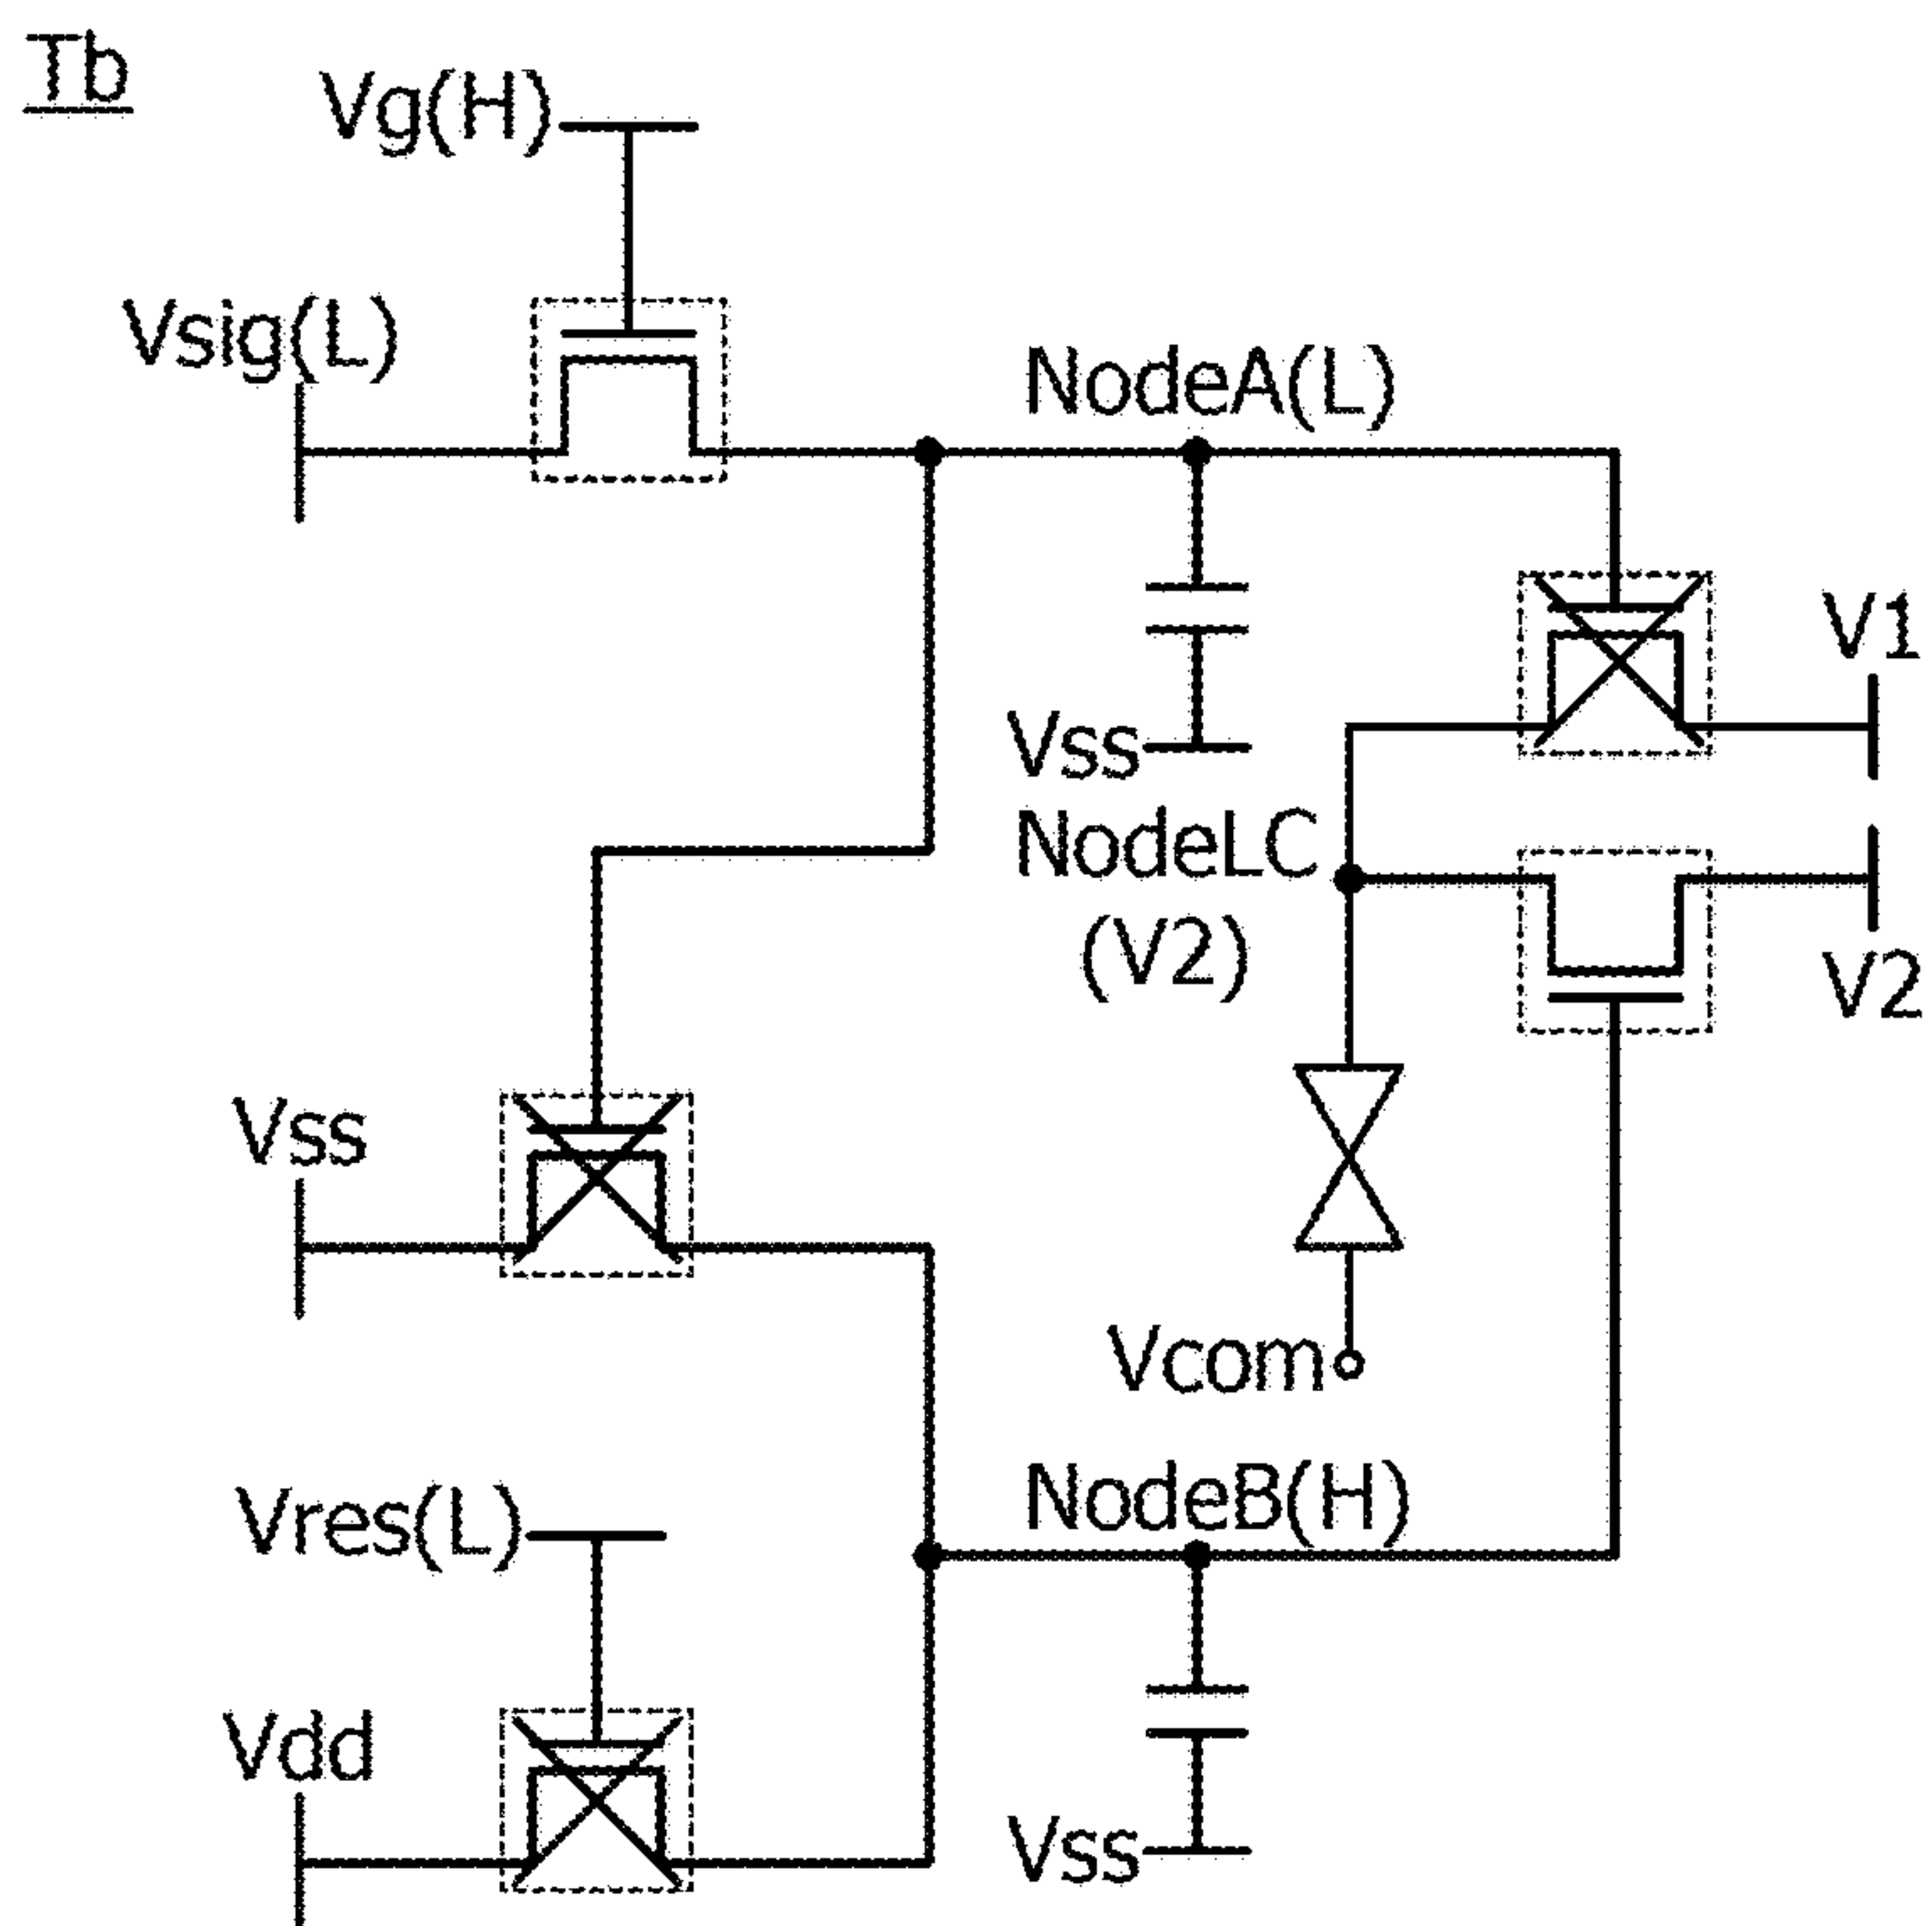 Tb
Vg(H)
Vsig(L)
NodeA(L)
V1
Vss
NodeLC
(V2)
V2
Vss
Vcom
NodeB(H)
Vres(L)
Vdd
Vss